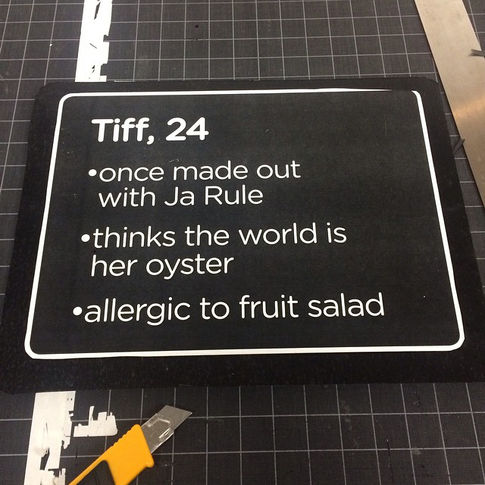 Tiff, 24
•once made out
with Ja Rule
•thinks the world is
her oyster
•allergic to fruit salad